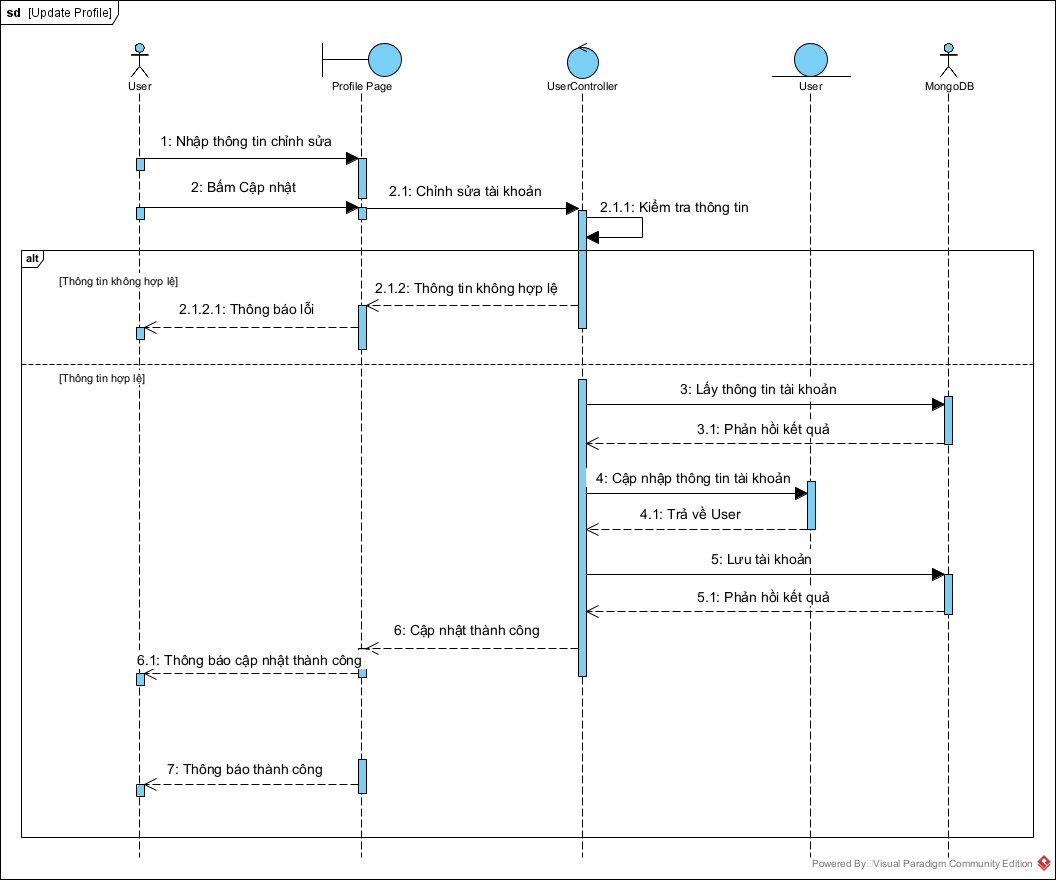 sd [Update Profile]
User
Profile Page
UserController
User
MongoDB
1: Nhập thông tin chỉnh sửa
2: Bấm Cập nhật
2.1: Chỉnh sửa tài khoản
2.1.1: Kiểm tra thông tin
alt
[Thông tin không hợp lệ]
2.1.2: Thông tin không hợp lệ
2.1.2.1: Thông báo lỗi
[Thông tin hợp lệ]
3: Lấy thông tin tài khoản
3.1: Phản hồi kết quả
4: Cập nhập thông tin tài khoản
4.1: Trả về User
5: Lưu tài khoản
5.1: Phản hồi kết quả
6: Cập nhật thành công
6.1: Thông báo cập nhật thành công
7: Thông báo thành công
Powered By Visual Paradigm Community Edition